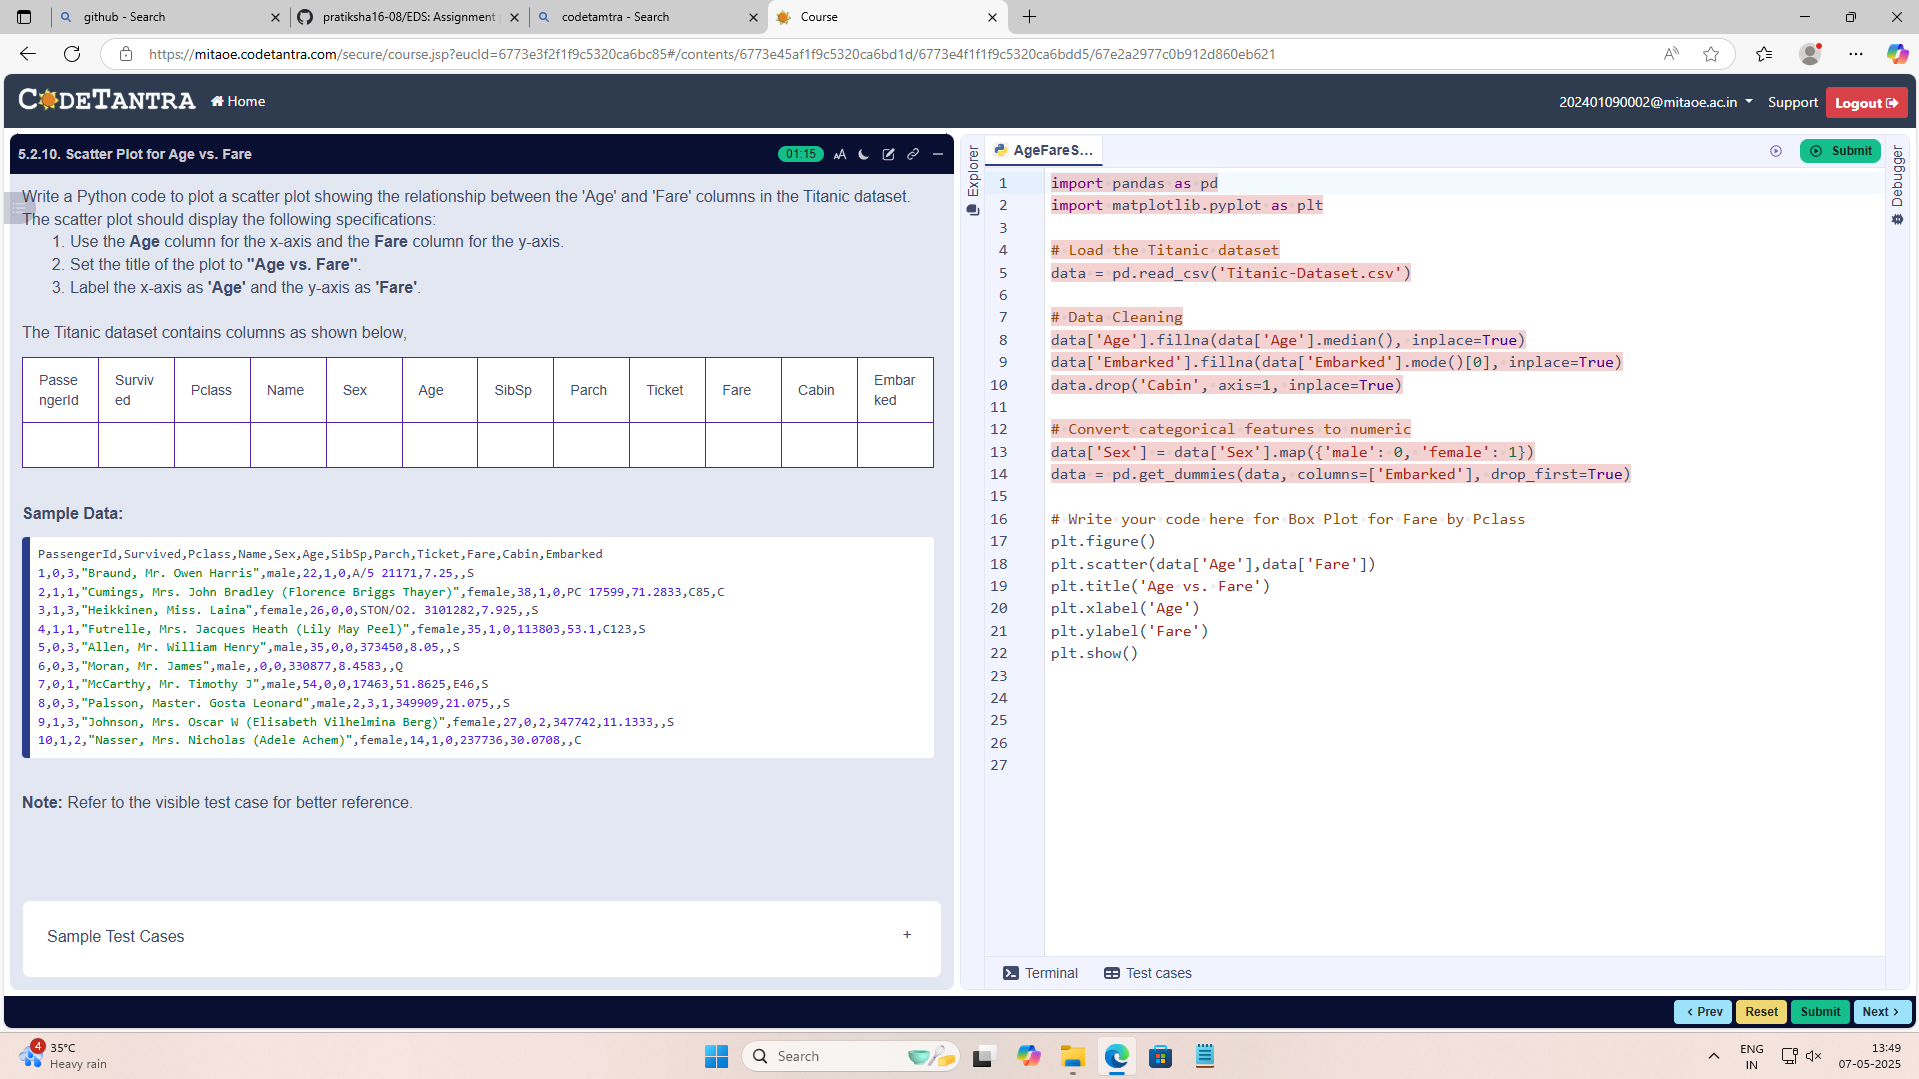 github - Search
pratiksha16-08/EDS: Assignment
codetamtra - Search
Course
https://mitaoe.codetantra.com/secure/course.jsp?eucId=6773e3f2f1f9c5320ca6bc85#/contents/6773e45af1f9c5320ca6bd1d/6773e4f1f1f9c5320ca6bdd5/67e2a2977c0b912d860eb621
CODETANTRA
Home
202401090002@mitaoe.ac.in
Support
Logout
5.2.10. Scatter Plot for Age vs. Fare
01:15
Write a Python code to plot a scatter plot showing the relationship between the 'Age' and 'Fare' columns in the Titanic dataset.
The scatter plot should display the following specifications:
1. Use the Age column for the x-axis and the Fare column for the y-axis.
2. Set the title of the plot to "Age vs. Fare".
3. Label the x-axis as 'Age' and the y-axis as 'Fare'.
The Titanic dataset contains columns as shown below,
PassengerId Survived Pclass Name Sex Age SibSp Parch Ticket Fare Cabin Embarked
Sample Data:
PassengerId,Survived,Pclass,Name,Sex,Age,SibSp,Parch,Ticket,Fare,Cabin,Embarked
1,0,3,"Braund, Mr. Owen Harris",male,22,1,0,A/5 21171,7.25,,S
2,1,1,"Cumings, Mrs. John Bradley (Florence Briggs Thayer)",female,38,1,0,PC 17599,71.2833,C85,C
3,1,3,"Heikkinen, Miss. Laina",female,26,0,0,STON/O2. 3101282,7.925,,S
4,1,1,"Futrelle, Mrs. Jacques Heath (Lily May Peel)",female,35,1,0,113803,53.1,C123,S
5,0,3,"Allen, Mr. William Henry",male,35,0,0,373450,8.05,,S
6,0,3,"Moran, Mr. James",male,,0,0,330877,8.4583,,Q
7,0,1,"McCarthy, Mr. Timothy J",male,54,0,0,17463,51.8625,E46,S
8,0,3,"Palsson, Master. Gosta Leonard",male,2,3,1,349909,21.075,,S
9,1,3,"Johnson, Mrs. Oscar W (Elisabeth Vilhelmina Berg)",female,27,0,2,347742,11.1333,,S
10,1,2,"Nasser, Mrs. Nicholas (Adele Achem)",female,14,1,0,237736,30.0708,,C
Note: Refer to the visible test case for better reference.
Sample Test Cases
+
Explorer
AgeFareS...
Submit
Debugger
1 import pandas as pd
2 import matplotlib.pyplot as plt
3
4 # Load the Titanic dataset
5 data = pd.read_csv('Titanic-Dataset.csv')
6
7 # Data Cleaning
8 data['Age'].fillna(data['Age'].median(), inplace=True)
9 data['Embarked'].fillna(data['Embarked'].mode()[0], inplace=True)
10 data.drop('Cabin', axis=1, inplace=True)
11
12 # Convert categorical features to numeric
13 data['Sex'] = data['Sex'].map({'male': 0, 'female': 1})
14 data = pd.get_dummies(data, columns=['Embarked'], drop_first=True)
15
16 # Write your code here for Box Plot for Fare by Pclass
17 plt.figure()
18 plt.scatter(data['Age'],data['Fare'])
19 plt.title('Age vs. Fare')
20 plt.xlabel('Age')
21 plt.ylabel('Fare')
22 plt.show()
23
24
25
26
27
Terminal
Test cases
< Prev
Reset
Submit
Next >
4
35°C
Heavy rain
Search
ENG
IN
13:49
07-05-2025